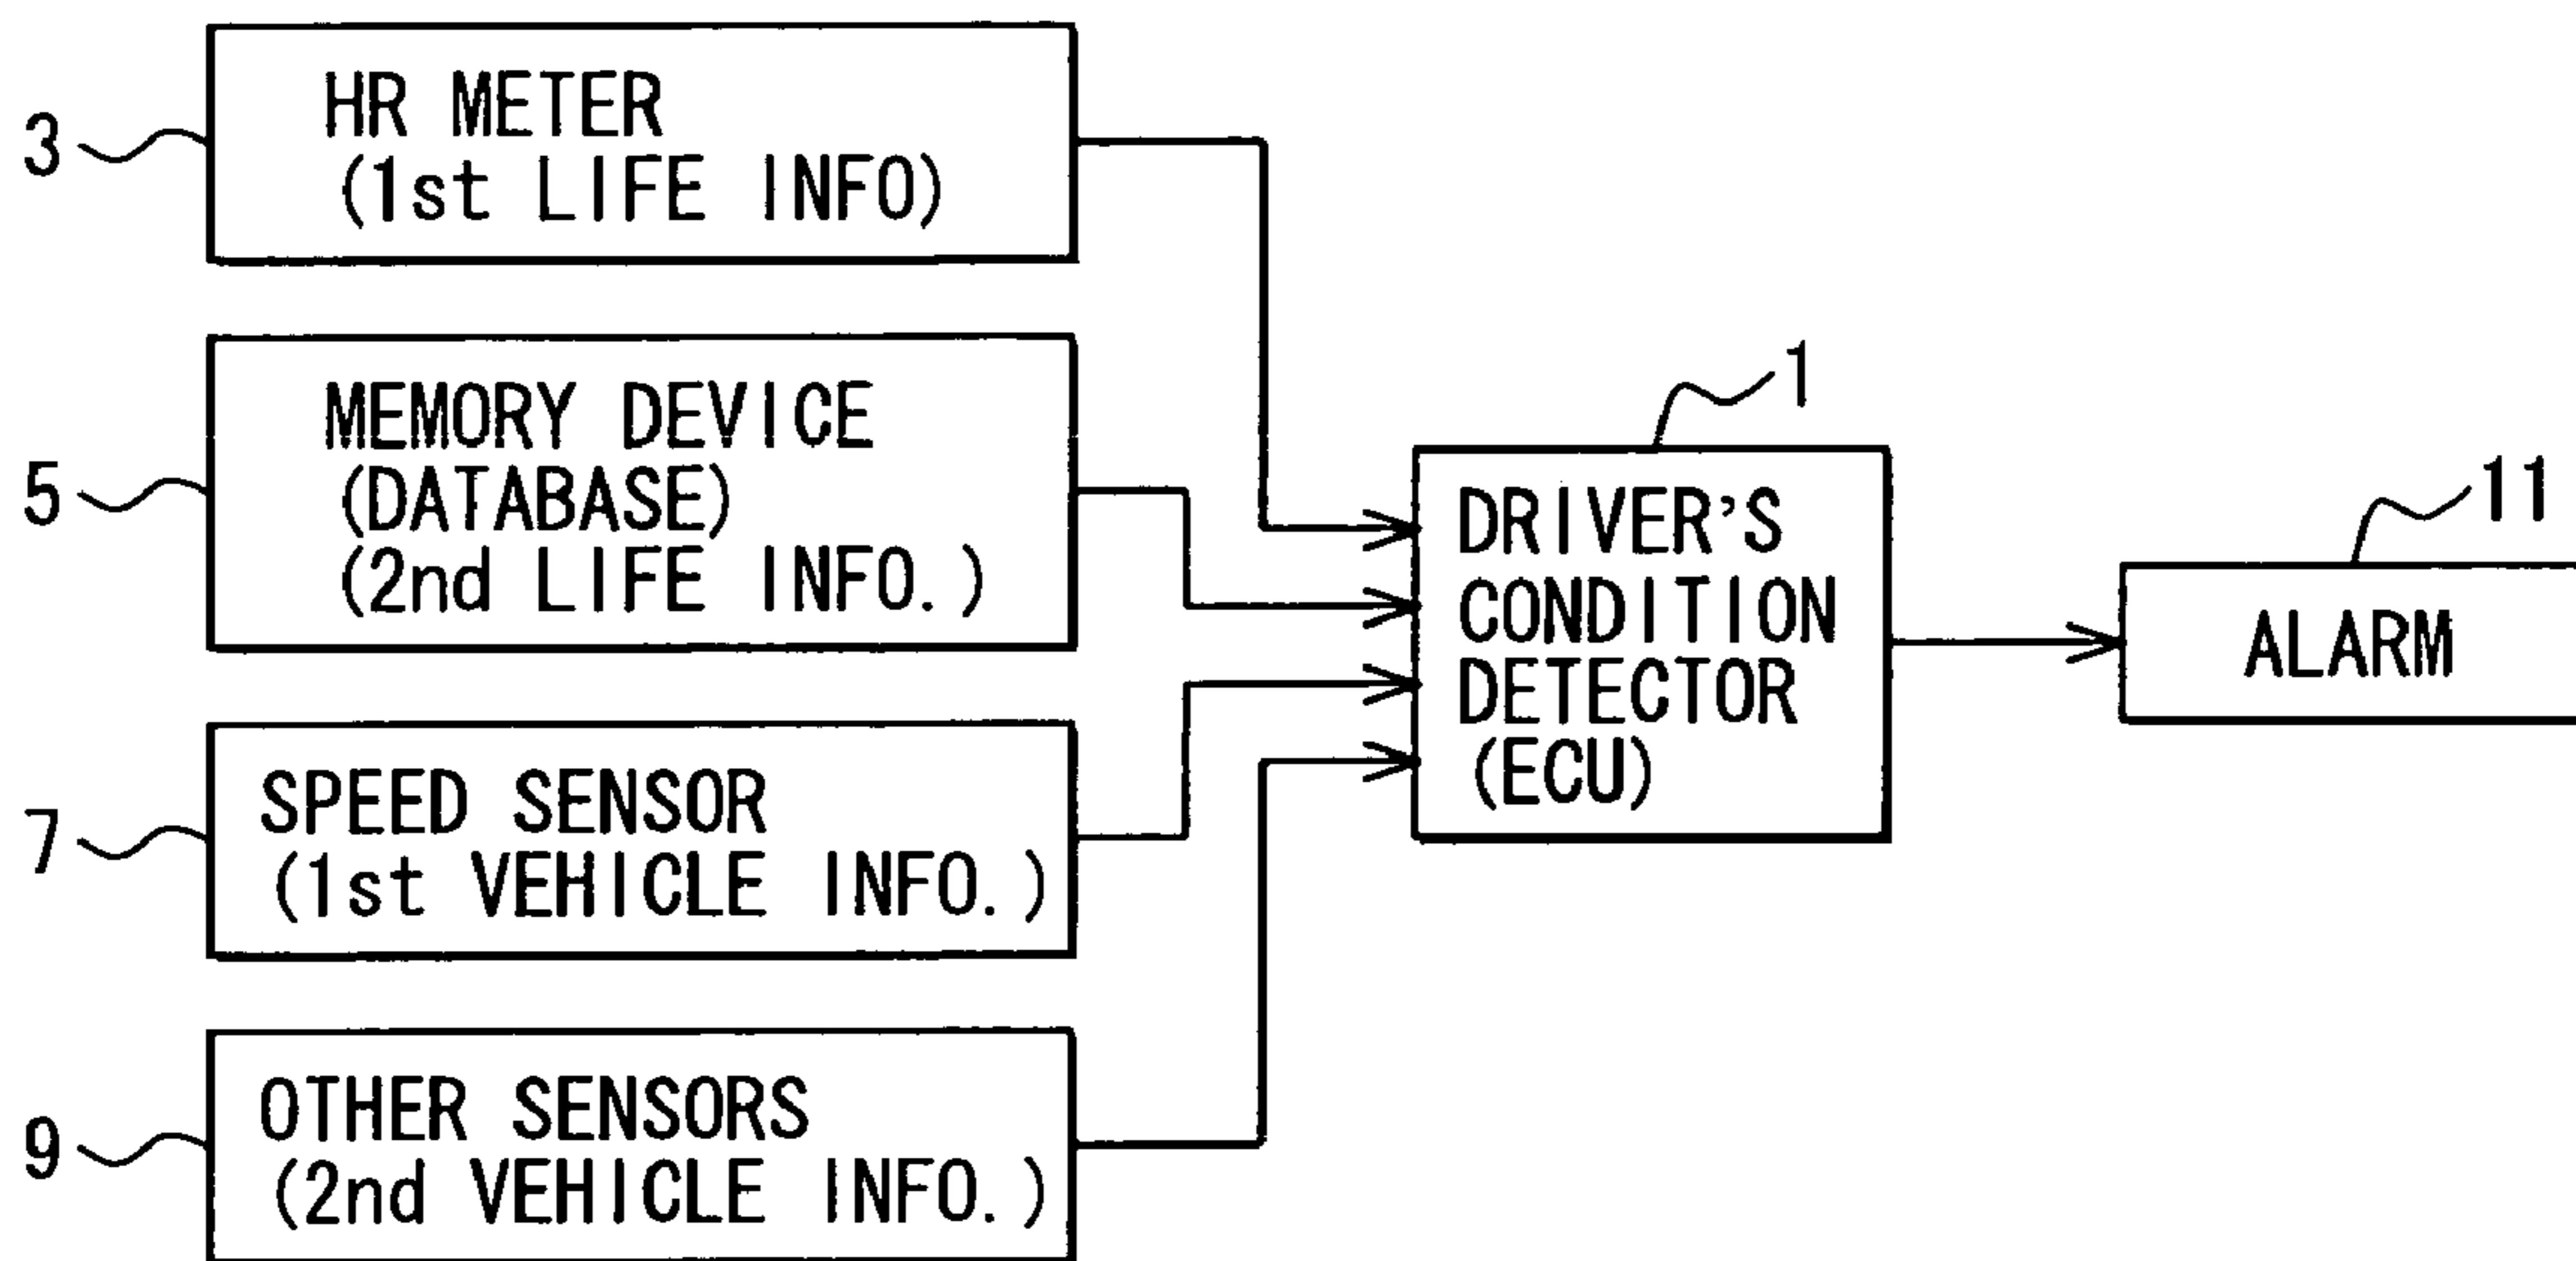 3
HR METER
(1st LIFE INFO)
5
MEMORY DEVICE
(DATABASE)
(2nd LIFE INFO.)
7
SPEED SENSOR
(1st VEHICLE INFO.)
9
OTHER SENSORS
(2nd VEHICLE INFO.)
1
DRIVER'S
CONDITION
DETECTOR
(ECU)
11
ALARM